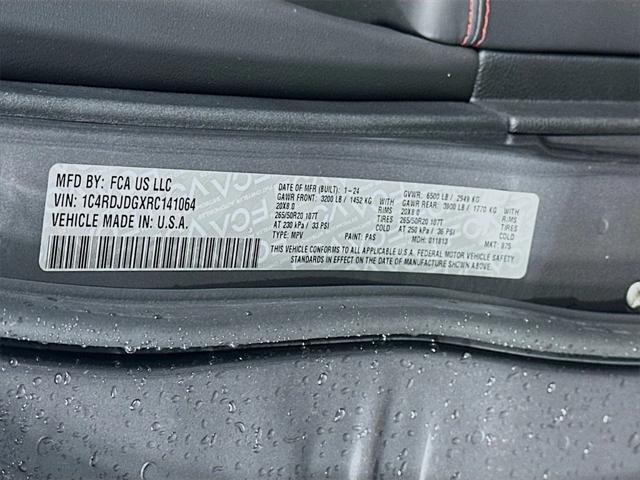 MFD BY: FCA US LLC
VIN: 1C4RDJDGXRC141064
VEHICLE MADE IN U.S.A.
DATE OF MFR (BUILT): 1-24 GVWR: 6500 LB / 2949 KG
GAWR FRONT: 3200 LB / 1452 KG WITH GAWR REAR: 3900 LB / 1770 KG WITH
20X8.0 RIMS 20X8.0 RIMS
265/50R20 107T TIRES 265/50R20 107T TIRES
AT 230 kPa / 33 PSI COLD AT 250 kPa / 36 PSI COLD
TYPE: MPV PAINT: PAS MDH: 011813 MKT: 875
THIS VEHICLE CONFORMS TO ALL APPLICABLE U.S.A. FEDERAL MOTOR VEHICLE SAFETY
STANDARDS IN EFFECT ON THE DATE OF MANUFACTURE SHOWN ABOVE.